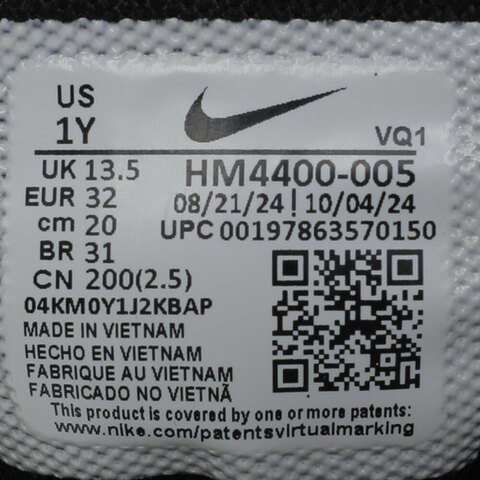 US
1Y
VQ1
UK 13.5
HM4400-005
EUR 32
08/21/24 | 10/04/24
cm 20
UPC 00197863570150
BR 31
CN 200(2.5)
04KM0Y1J2KBAP
MADE IN VIETNAM
HECHO EN VIETNAM
FABRIQUE AU VIETNAM
FABRICADO NO VIETNÃ
This product is covered by one or more patents:
www.nike.com/patentsvirtualmarking